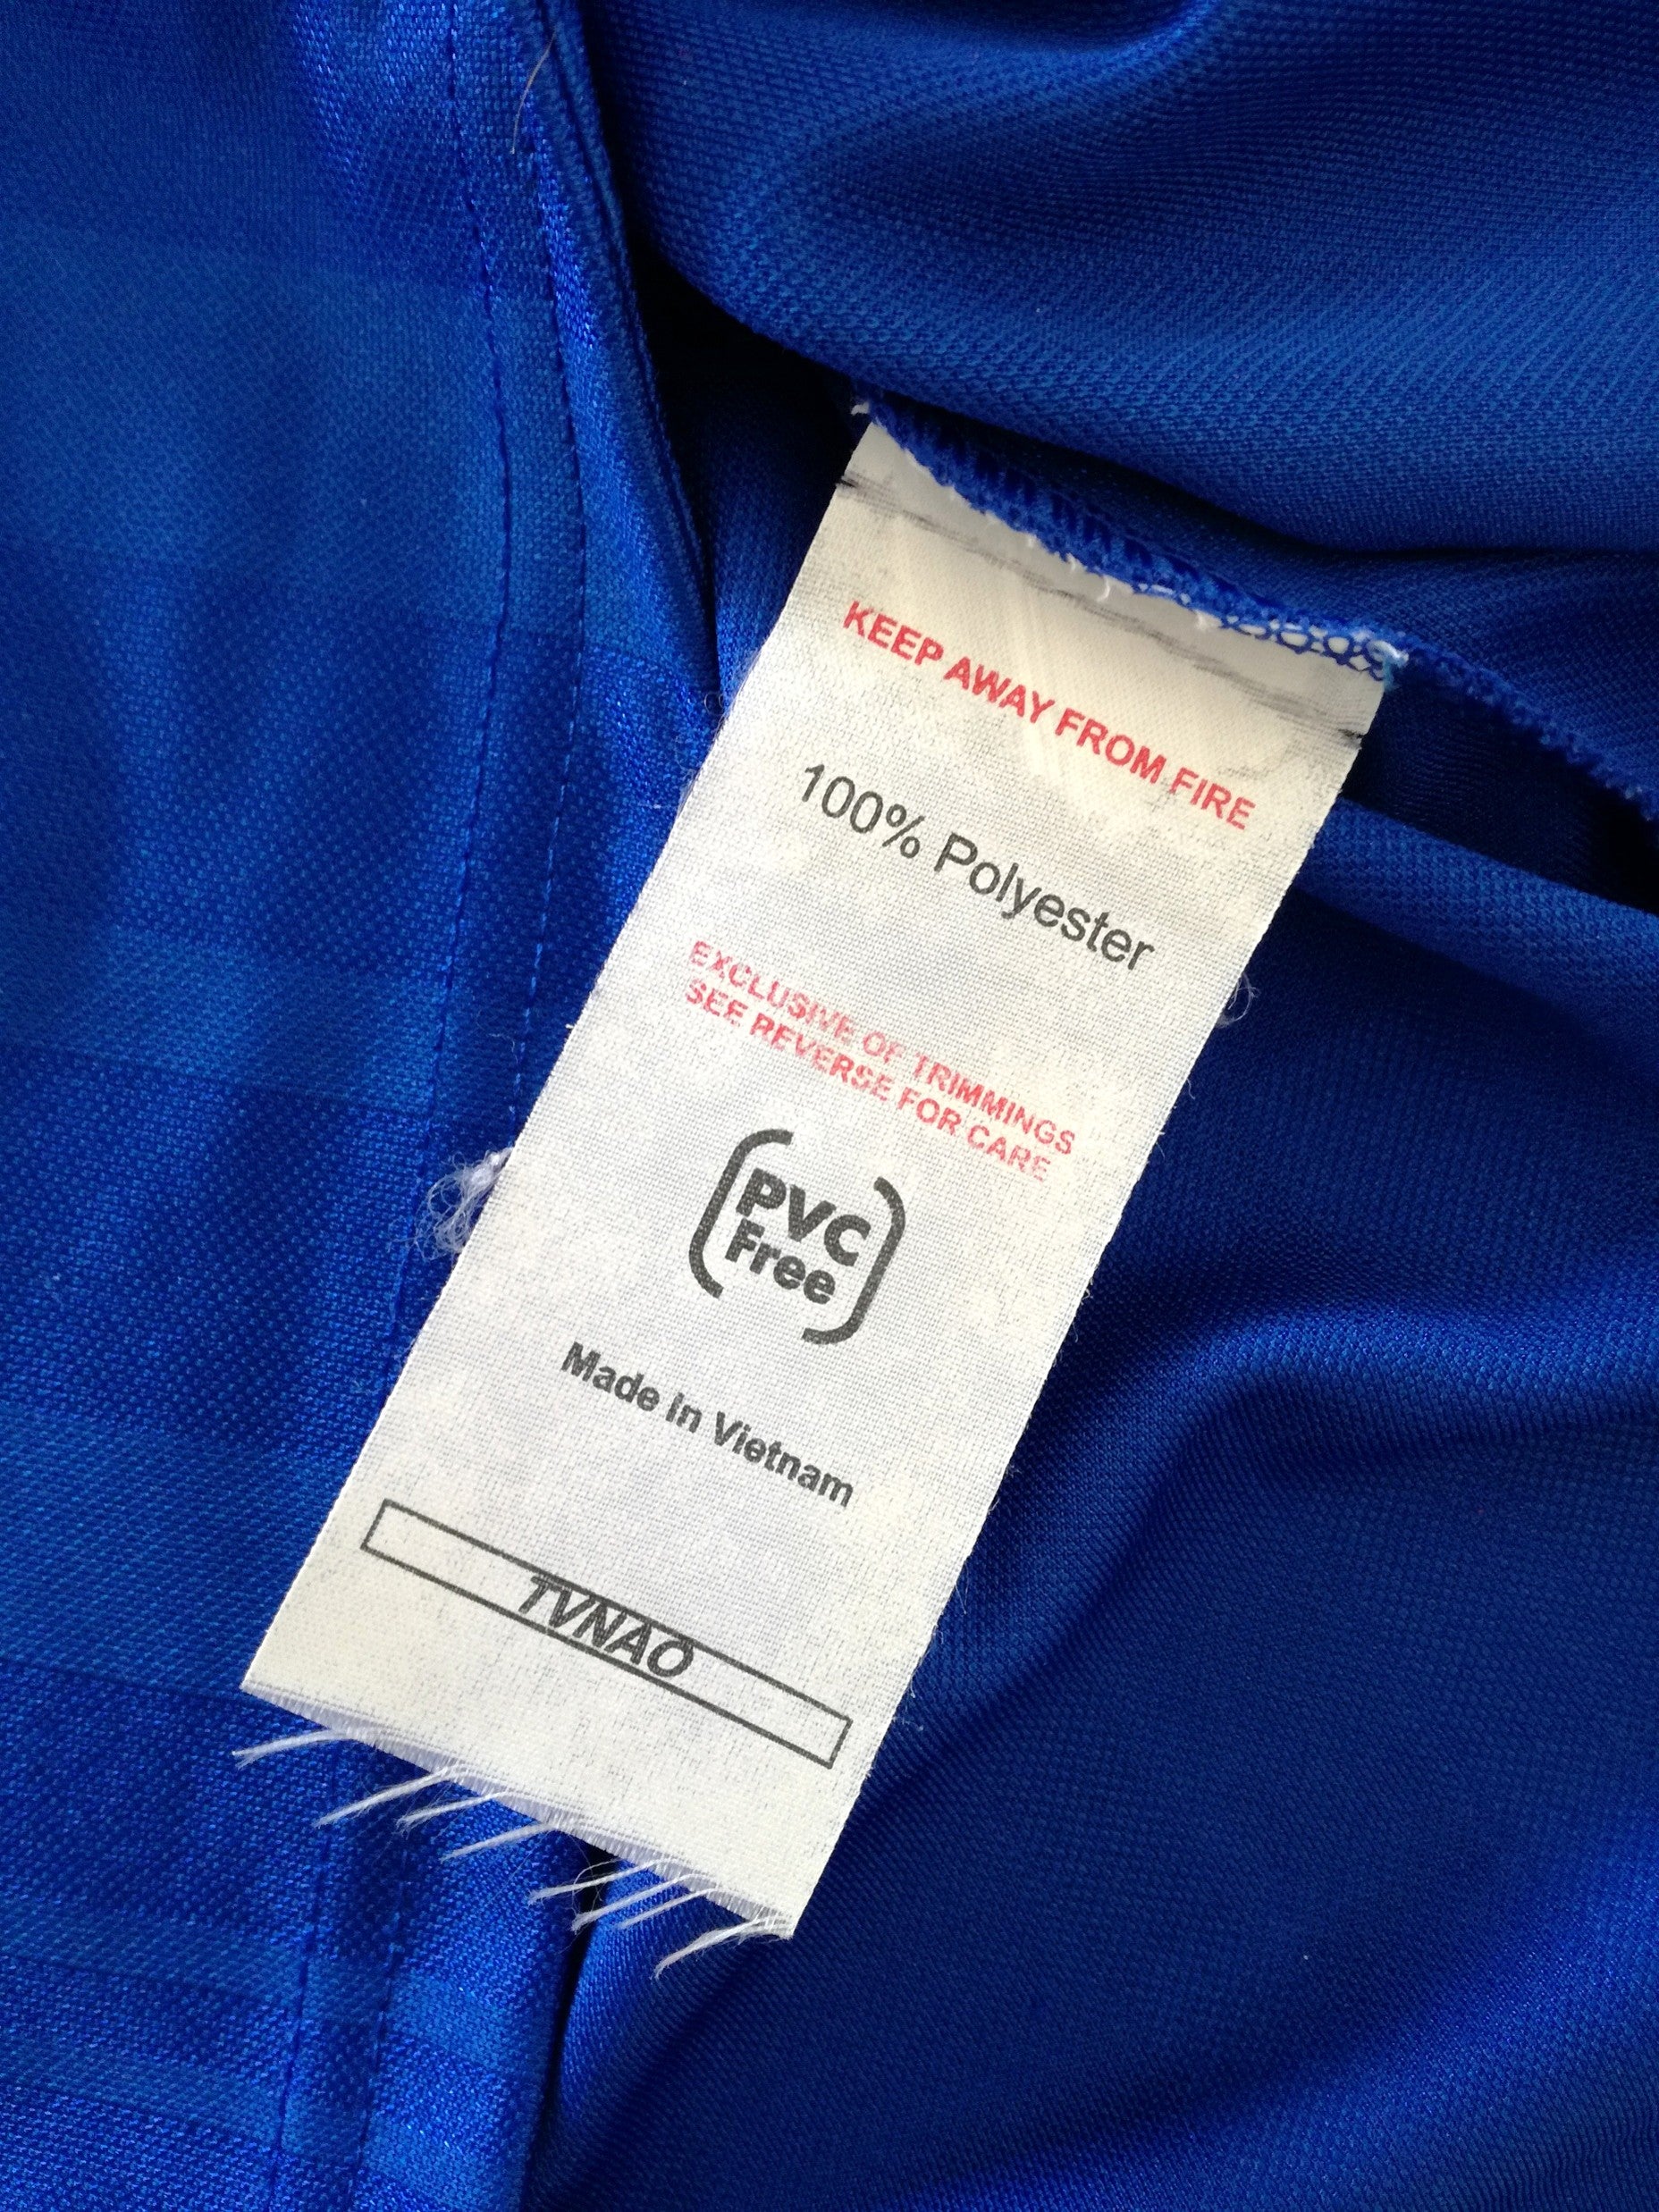 KEEP AWAY FROM FIRE
100% Polyester
EXCLUSIVE OF TRIMMINGS
SEE REVERSE FOR CARE
PVC
Free
Made in Vietnam
TVNAO